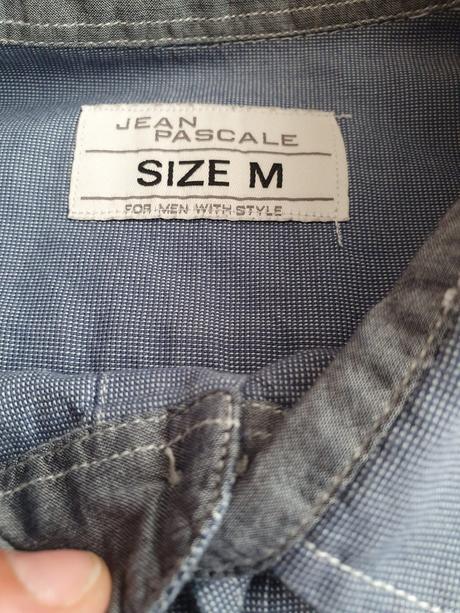 JEAN
PASCALE
SIZE M
FOR MEN WITH STYLE